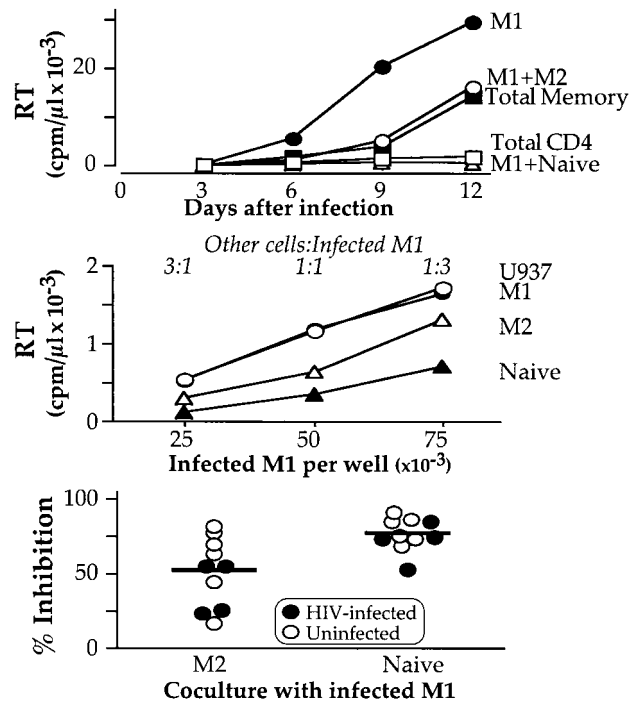 RT
(cpm/µl x 10⁻³)
20
0
M1
M1+M2
Total Memory
Total CD4
M1+Naive
0 3 6 9 12
Days after infection
Other cells:Infected M1
3:1 1:1 1:3
RT
(cpm/µl x 10⁻³)
2
1
0
U937
M1
M2
Naive
25 50 75
Infected M1 per well (x10⁻³)
% Inhibition
100
50
0
HIV-infected
Uninfected
M2 Naive
Coculture with infected M1